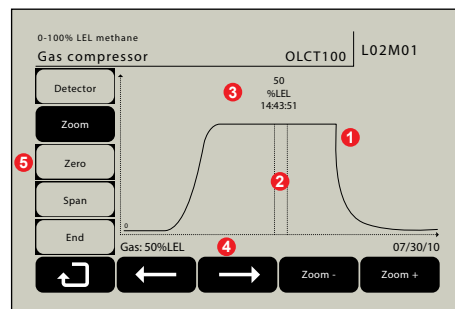 0-100% LEL methane
Gas compressor OLCT100 L02M01
Detector
Zoom
Zero
Span
End
50
%LEL
14:43:51
3
1
5
2
4
0
Gas: 50%LEL 07/30/10
Zoom - Zoom +